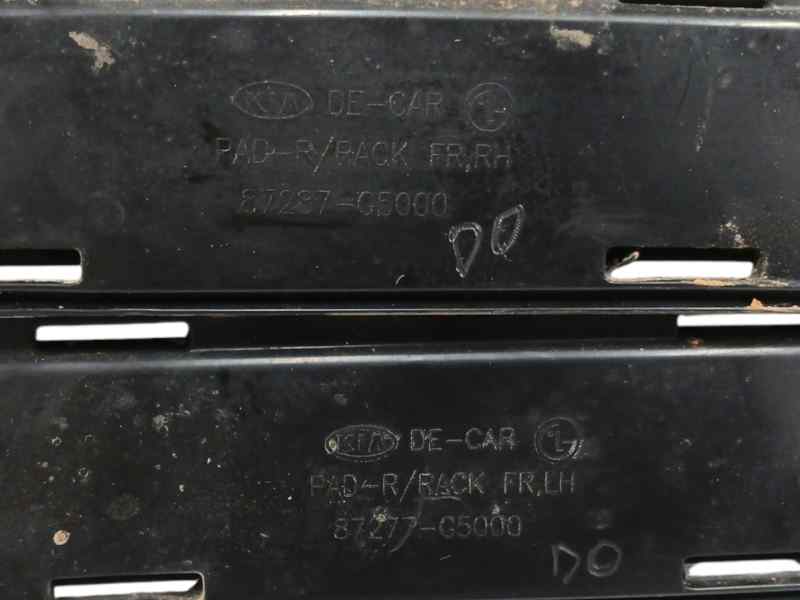 KIA DE-CAR
PAD-R/RACK FR,RH
87287-G5000
DO
KIA DE-CAR
PAD-R/RACK FR,LH
87277-G5000
DO